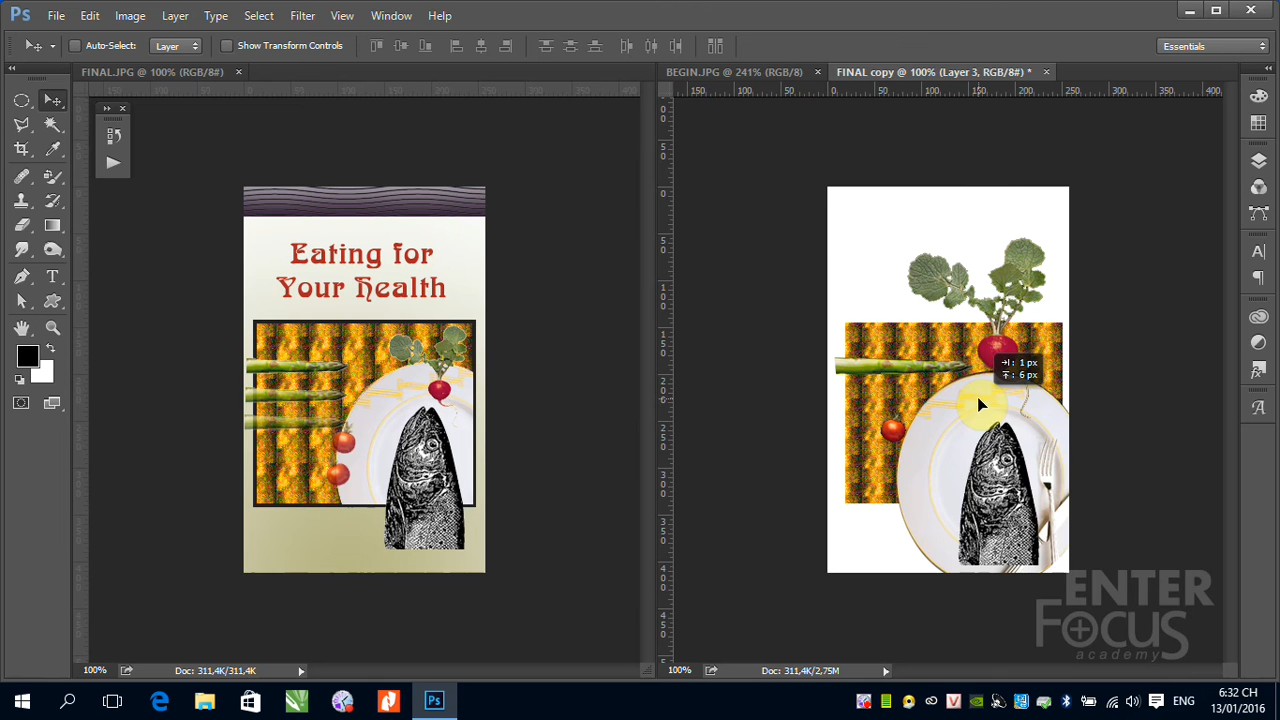 Ps File Edit Image Layer Type Select Filter View Window Help
Auto-Select: Layer Show Transform Controls Essentials
FINAL.JPG @ 100% (RGB/8#) × BEGIN.JPG @ 241% (RGB/8) × FINAL copy @ 100% (Layer 3, RGB/8#) * ×
Eating for
Your Health
: 1 px
: 6 px
ENTER
FOCUS
academy
100% Doc: 311,4K/311,4K 100% Doc: 311,4K/2,75M
ENG 6:32 CH
13/01/2016